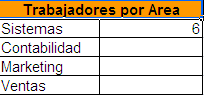 Trabajadores por Area
Sistemas 6
Contabilidad
Marketing
Ventas